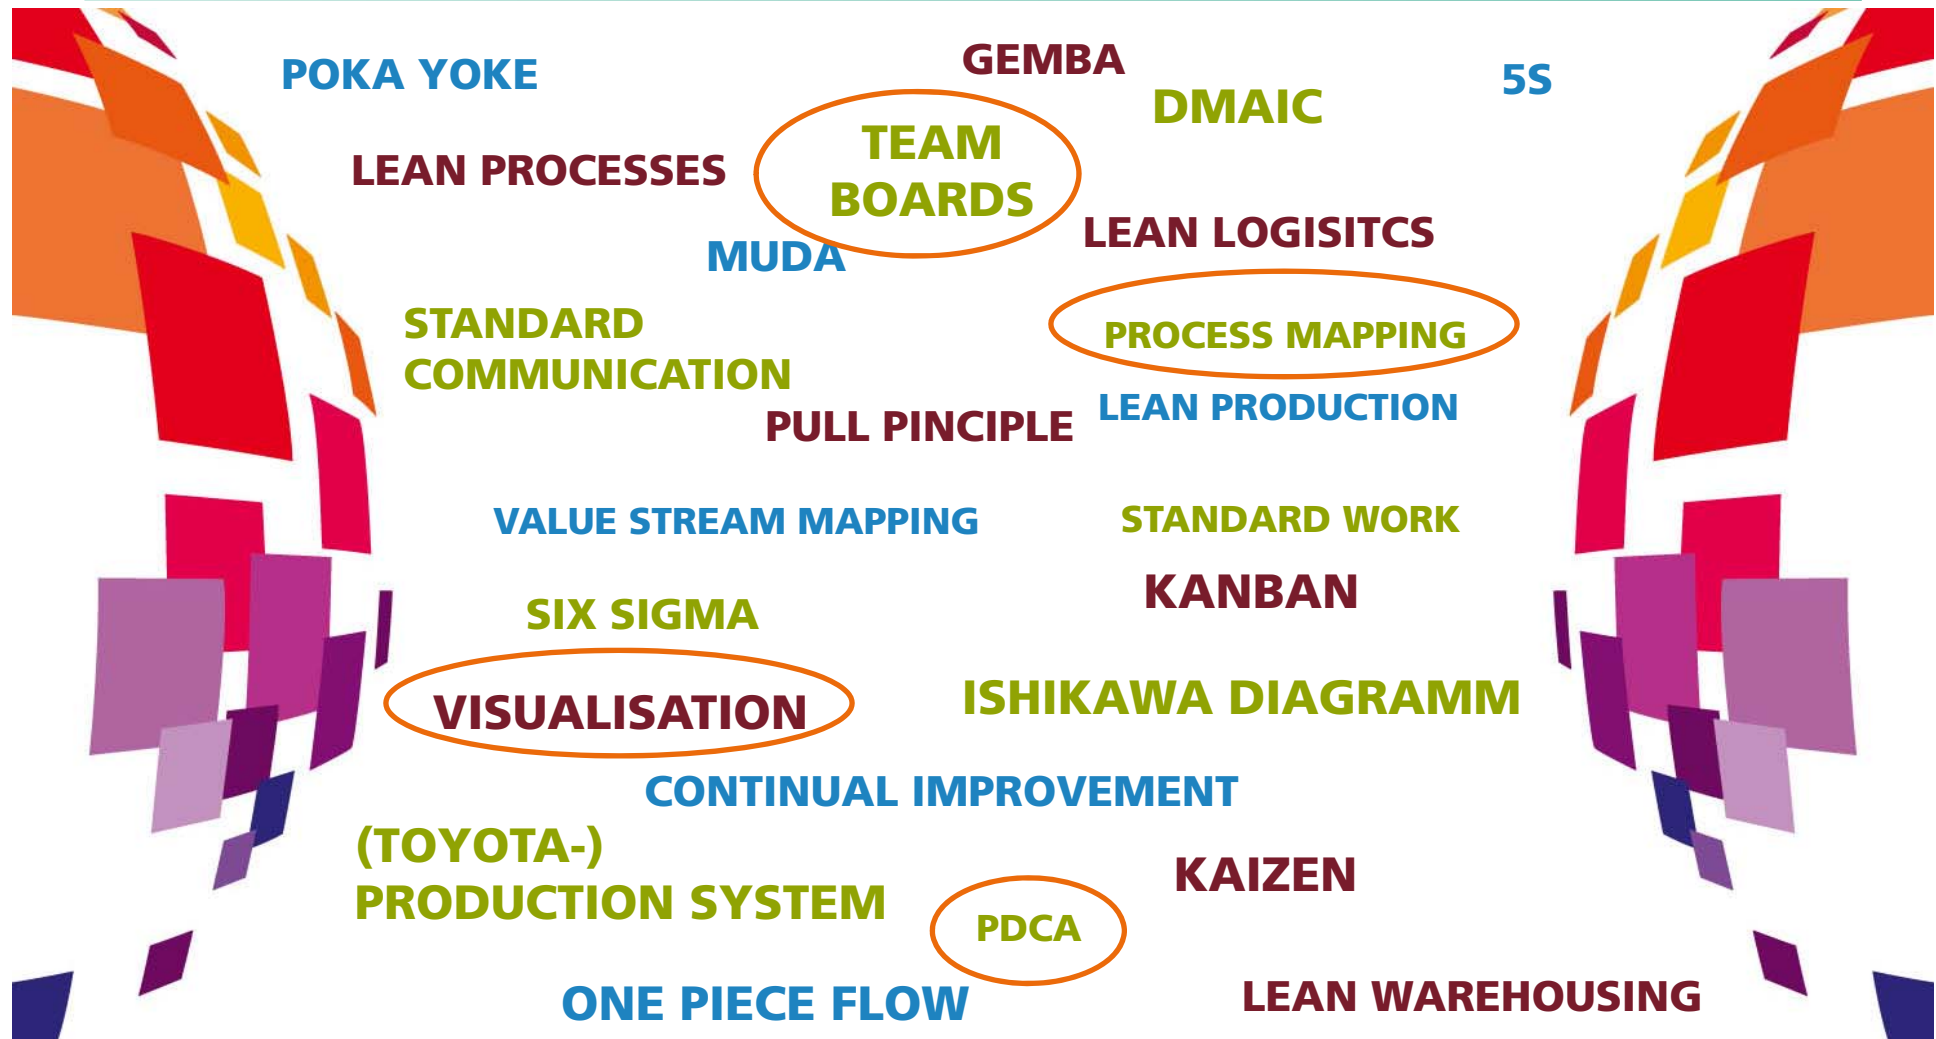 GEMBA
POKA YOKE
5S
DMAIC
TEAM
BOARDS
LEAN PROCESSES
LEAN LOGISITCS
MUDA
STANDARD
COMMUNICATION
PROCESS MAPPING
LEAN PRODUCTION
PULL PINCIPLE
VALUE STREAM MAPPING
STANDARD WORK
KANBAN
SIX SIGMA
VISUALISATION
ISHIKAWA DIAGRAMM
CONTINUAL IMPROVEMENT
(TOYOTA-)
PRODUCTION SYSTEM
KAIZEN
PDCA
ONE PIECE FLOW
LEAN WAREHOUSING